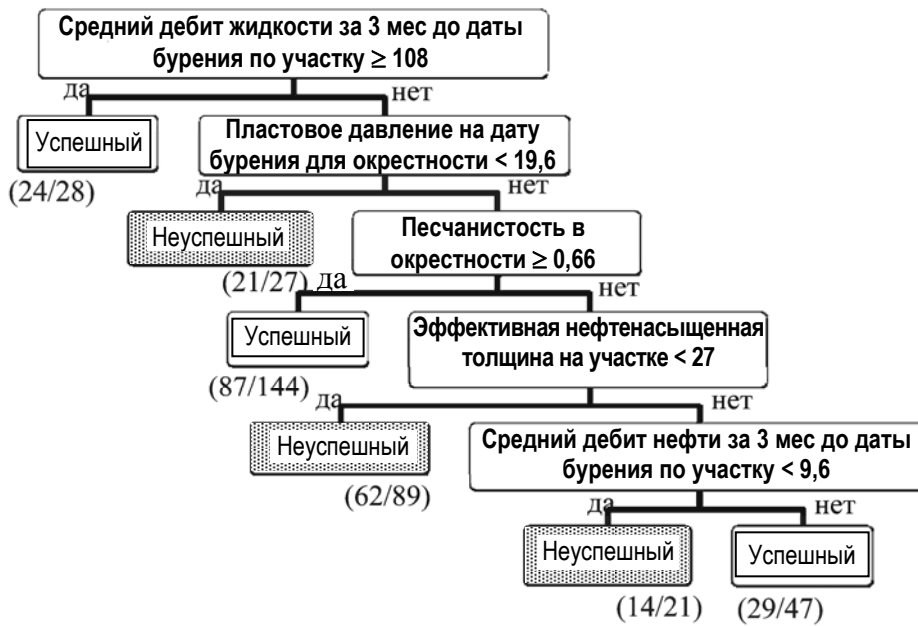 Средний дебит жидкости за 3 мес до даты
бурения по участку ≥ 108
да
нет
Успешный
(24/28)
Пластовое давление на дату
бурения для окрестности < 19,6
да
нет
Неуспешный
(21/27)
Песчанистость в
окрестности ≥ 0,66
да
нет
Успешный
(87/144)
Эффективная нефтенасыщенная
толщина на участке < 27
да
нет
Неуспешный
(62/89)
Средний дебит нефти за 3 мес до даты
бурения по участку < 9,6
да
нет
Неуспешный
Успешный
(14/21)
(29/47)